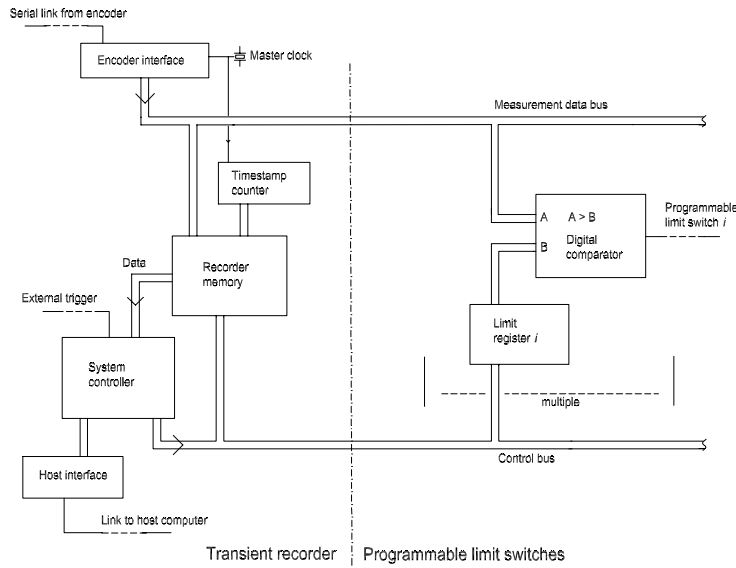 Serial link from encoder
Encoder interface
Master clock
Measurement data bus
Timestamp
counter
A
A > B
Programmable
limit switch i
B
Digital
comparator
Data
Recorder
memory
External trigger
Limit
register i
System
controller
multiple
Control bus
Host interface
Link to host computer
Transient recorder
Programmable limit switches